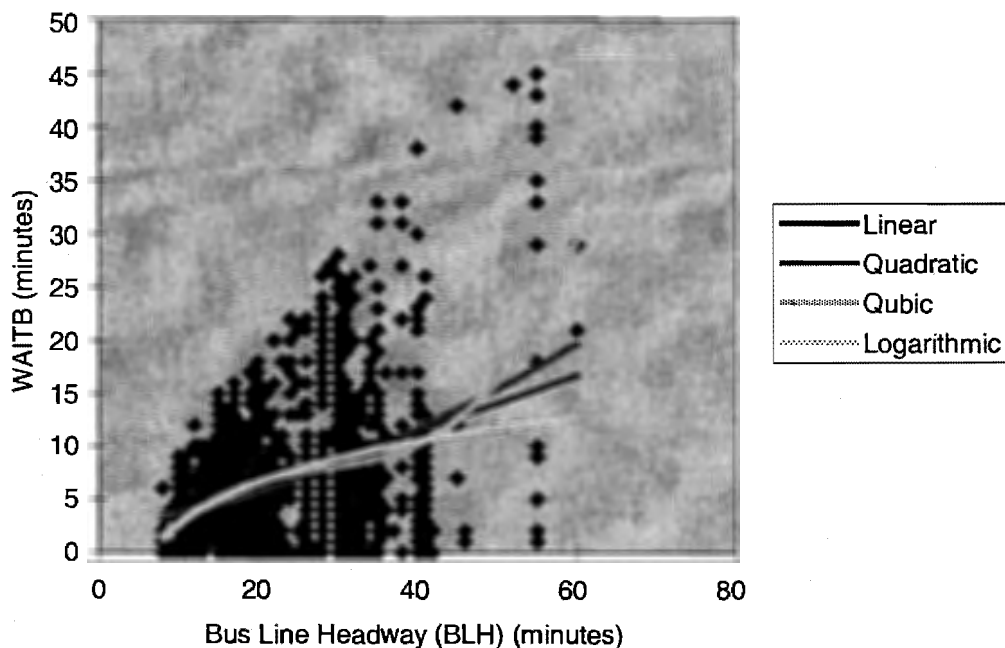 50
45
40
35
30
25
20
15
10
5
0
WAITB (minutes)
0 20 40 60 80
Bus Line Headway (BLH) (minutes)
Linear
Quadratic
Qubic
Logarithmic